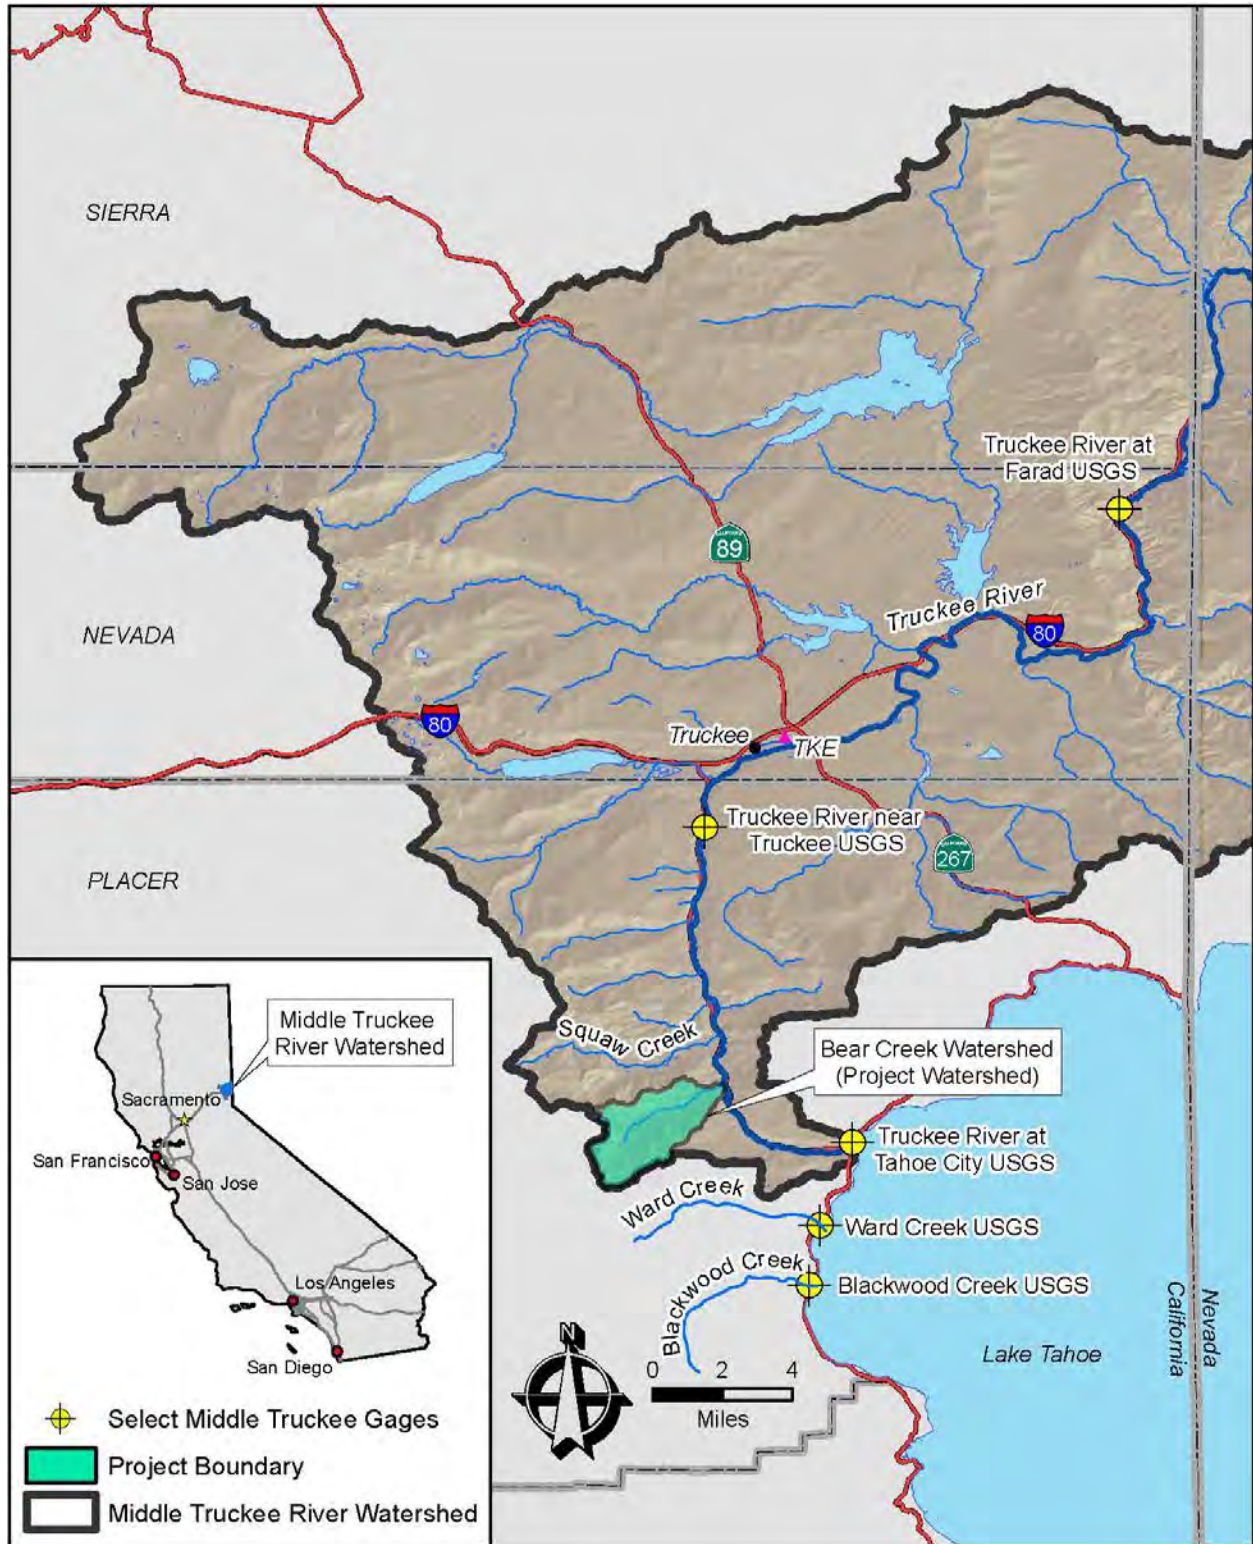 SIERRA
Truckee River at
Farad USGS
CALIFORNIA
89
Truckee River
80
NEVADA
80
Truckee
TKE
Truckee River near
Truckee USGS
267
PLACER
Squaw Creek
Bear Creek Watershed
(Project Watershed)
Truckee River at
Tahoe City USGS
Ward Creek
Ward Creek USGS
Blackwood Creek
Blackwood Creek USGS
Nevada
California
Lake Tahoe
N
0 2 4
Miles
Middle Truckee
River Watershed
Sacramento
San Francisco
San Jose
Los Angeles
San Diego
Select Middle Truckee Gages
Project Boundary
Middle Truckee River Watershed